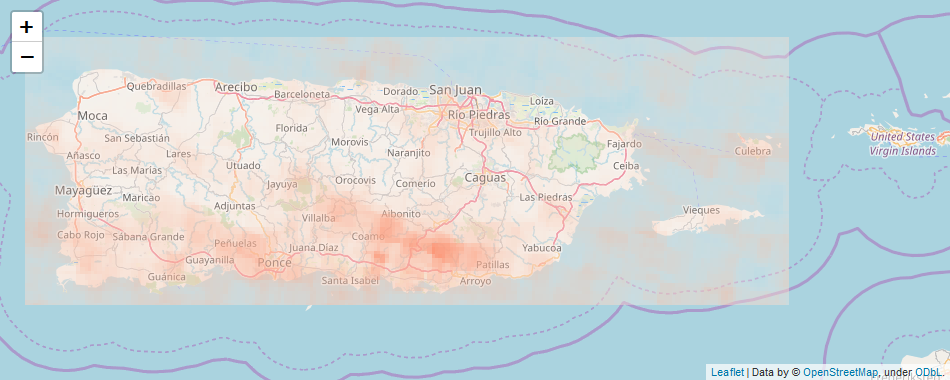 +
−
Quebradillas
Arecibo
Barceloneta
Dorado
San Juan
Loíza
Moca
Vega Alta
Río Piedras
Río Grande
Rincón
San Sebastián
Florida
Trujillo Alto
Fajardo
United States
Virgin Islands
Culebra
Añasco
Lares
Morovis
Naranjito
Las Marías
Utuado
Ceiba
Mayagüez
Jayuya
Orocovis
Comerio
Caguas
Maricao
Adjuntas
Las Piedras
Hormigueros
Villalba
Aibonito
Vieques
Cabo Rojo
Sábana Grande
Peñuelas
Coamo
Juana Díaz
Yabucoa
Guayanilla
Ponce
Patillas
Guánica
Santa Isabel
Arroyo
Leaflet | Data by © OpenStreetMap, under ODbL.